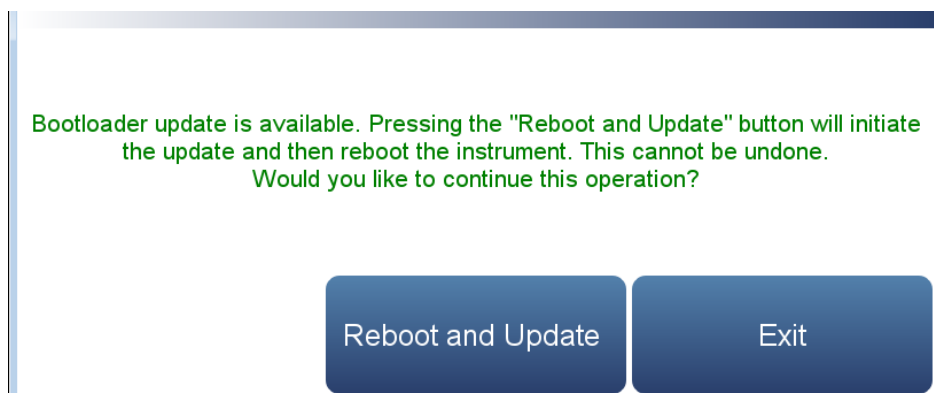 Bootloader update is available. Pressing the "Reboot and Update" button will initiate
the update and then reboot the instrument. This cannot be undone.
Would you like to continue this operation?
Reboot and Update
Exit